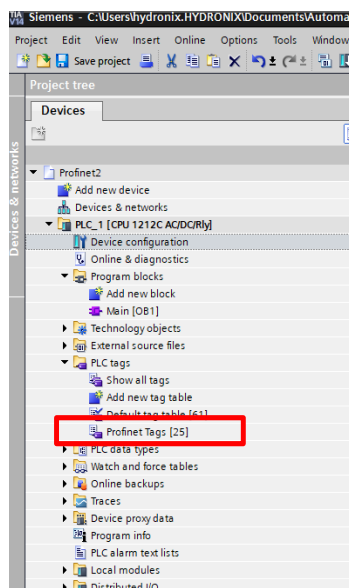 TIA V14 Siemens - C:\Users\hydronix.HYDRONIX\Documents\Automa
Project Edit View Insert Online Options Tools Window
Save project
Project tree
Devices
Devices & networks
Profinet2
Add new device
Devices & networks
PLC_1 [CPU 1212C AC/DC/Rly]
Device configuration
Online & diagnostics
Program blocks
Add new block
Main [OB1]
Technology objects
External source files
PLC tags
Show all tags
Add new tag table
Default tag table [61]
Profinet Tags [25]
PLC data types
Watch and force tables
Online backups
Traces
Device proxy data
Program info
PLC alarm text lists
Local modules
Distributed I/O